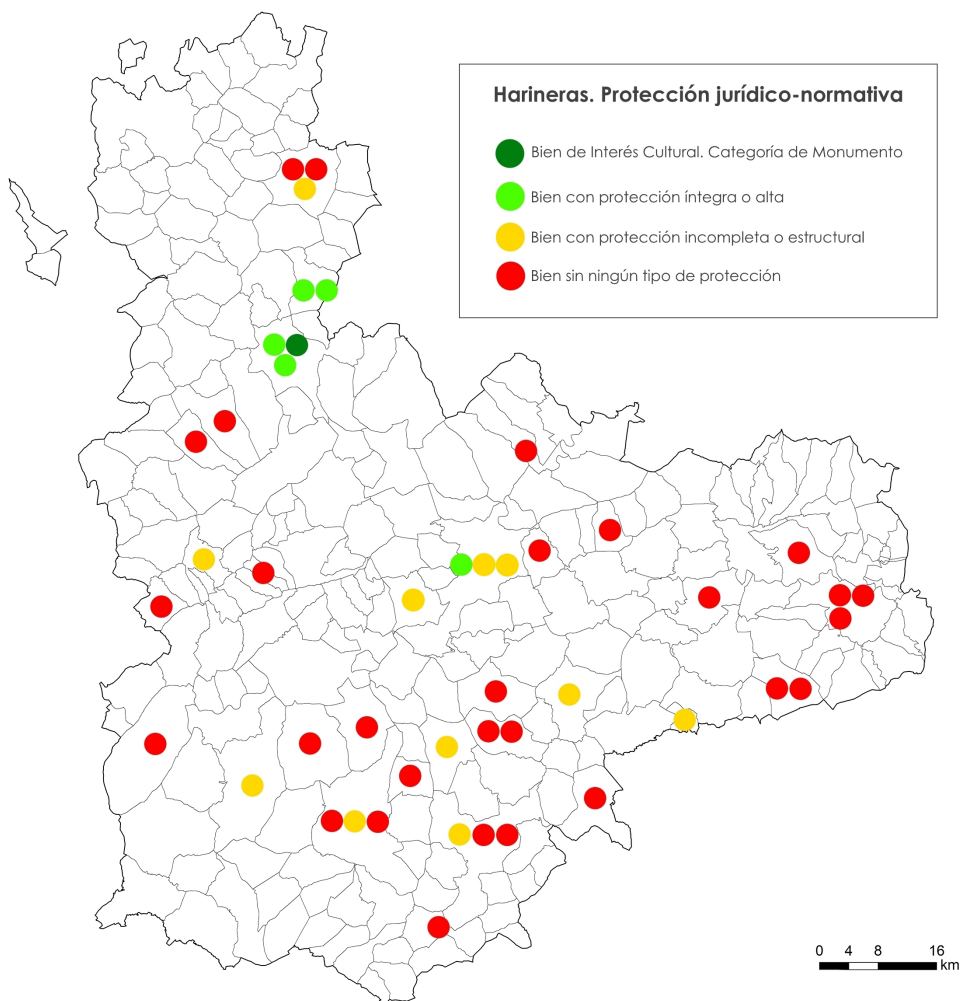 Harineras. Protección jurídico-normativa
Bien de Interés Cultural. Categoría de Monumento
Bien con protección íntegra o alta
Bien con protección incompleta o estructural
Bien sin ningún tipo de protección
0 4 8 16
km